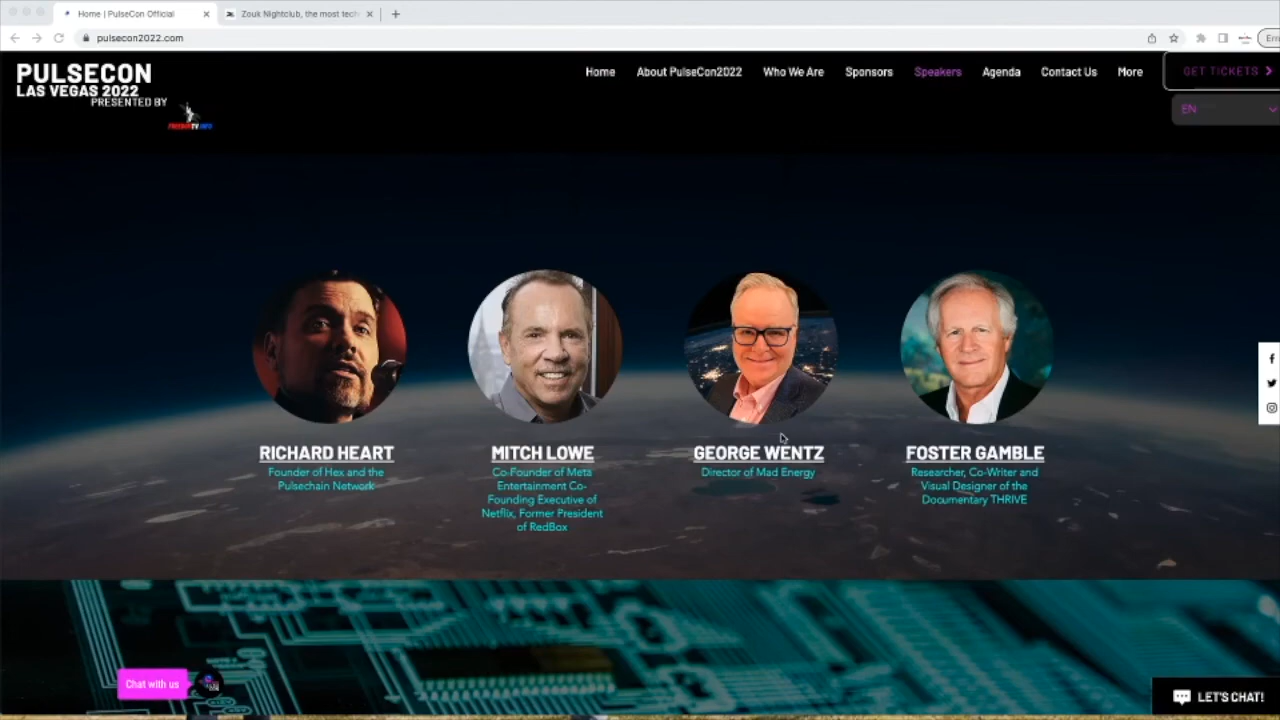 Home | PulseCon Official
Zouk Nightclub, the most tech
pulsecon2022.com
PULSECON
LAS VEGAS 2022
PRESENTED BY
FREEDOM TV INFO
Home
About PulseCon2022
Who We Are
Sponsors
Speakers
Agenda
Contact Us
More
GET TICKETS
EN
RICHARD HEART
Founder of Hex and the
Pulsechain Network
MITCH LOWE
Co-Founder of Meta
Entertainment Co-
Founding Executive of
Netflix, Former President
of RedBox
GEORGE WENTZ
Director of Mad Energy
FOSTER GAMBLE
Researcher, Co-Writer and
Visual Designer of the
Documentary THRIVE
Chat with us
LET'S CHAT!